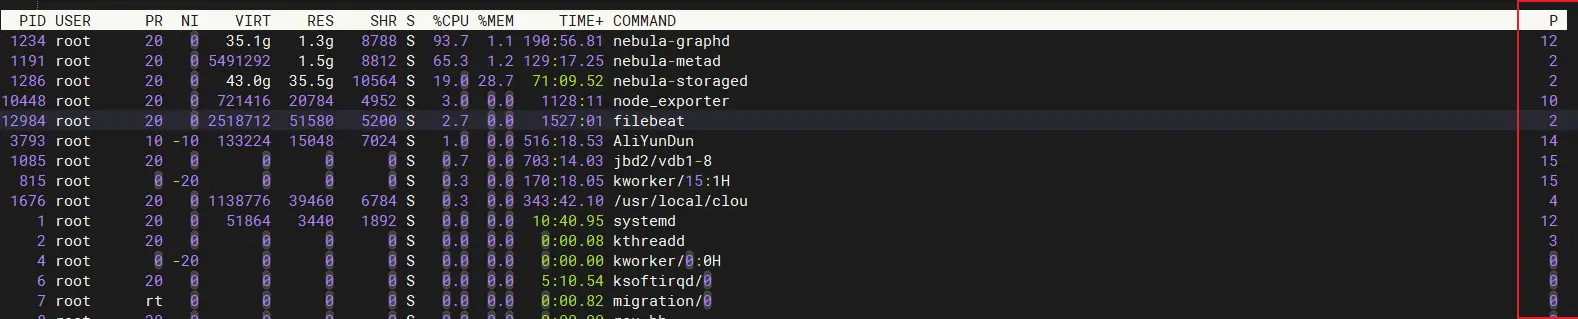 PID USER PR NI VIRT RES SHR S %CPU %MEM TIME+ COMMAND P
1234 root 20 0 35.1g 1.3g 8788 S 93.7 1.1 190:56.81 nebula-graphd 12
1191 root 20 0 5491292 1.5g 8812 S 65.3 1.2 129:17.25 nebula-metad 2
1286 root 20 0 43.0g 35.5g 10564 S 19.0 28.7 71:09.52 nebula-storaged 2
10448 root 20 0 721416 20784 4952 S 3.0 0.0 1128:11 node_exporter 10
12984 root 20 0 2518712 51580 5200 S 2.7 0.0 1527:01 filebeat 2
3793 root 10 -10 133224 15048 7024 S 1.0 0.0 516:18.53 AliYunDun 14
1085 root 20 0 0 0 0 S 0.7 0.0 703:14.03 jbd2/vdb1-8 15
815 root 0 -20 0 0 0 S 0.3 0.0 170:18.05 kworker/15:1H 15
1676 root 20 0 1138776 39460 6784 S 0.3 0.0 343:42.10 /usr/local/clou 4
1 root 20 0 51864 3440 1892 S 0.0 0.0 10:40.95 systemd 12
2 root 20 0 0 0 0 S 0.0 0.0 0:00.08 kthreadd 3
4 root 0 -20 0 0 0 S 0.0 0.0 0:00.00 kworker/0:0H 0
6 root 20 0 0 0 0 S 0.0 0.0 5:10.54 ksoftirqd/0 0
7 root rt 0 0 0 0 S 0.0 0.0 0:00.82 migration/0 0